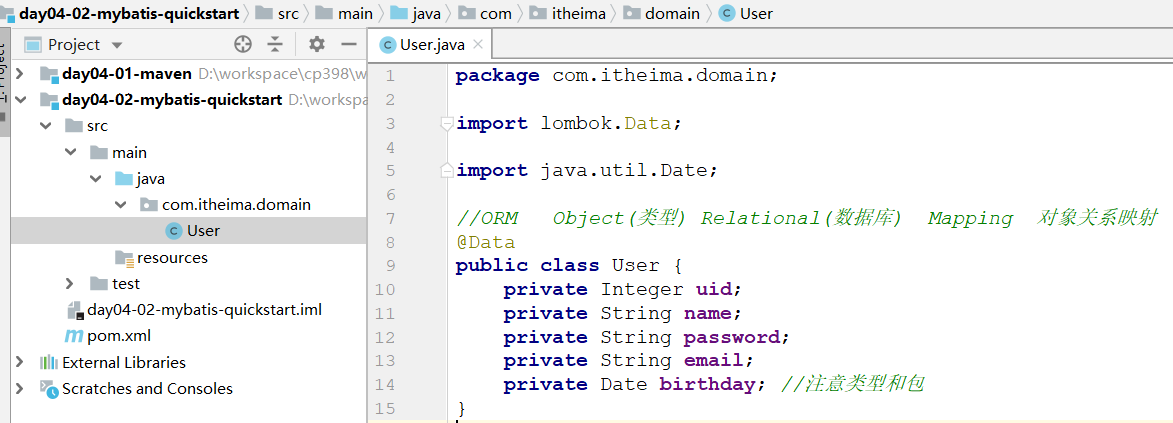 day04-02-mybatis-quickstart src main java com itheima domain User
Project
1: Project
day04-01-maven D:\workspace\cp398\w
day04-02-mybatis-quickstart D:\workspa
src
main
java
com.itheima.domain
User
resources
test
day04-02-mybatis-quickstart.iml
pom.xml
External Libraries
Scratches and Consoles
User.java
1 package com.itheima.domain;
2
3 import lombok.Data;
4
5 import java.util.Date;
6
7 //ORM Object(类型) Relational(数据库) Mapping 对象关系映射
8 @Data
9 public class User {
10 private Integer uid;
11 private String name;
12 private String password;
13 private String email;
14 private Date birthday; //注意类型和包
15 }